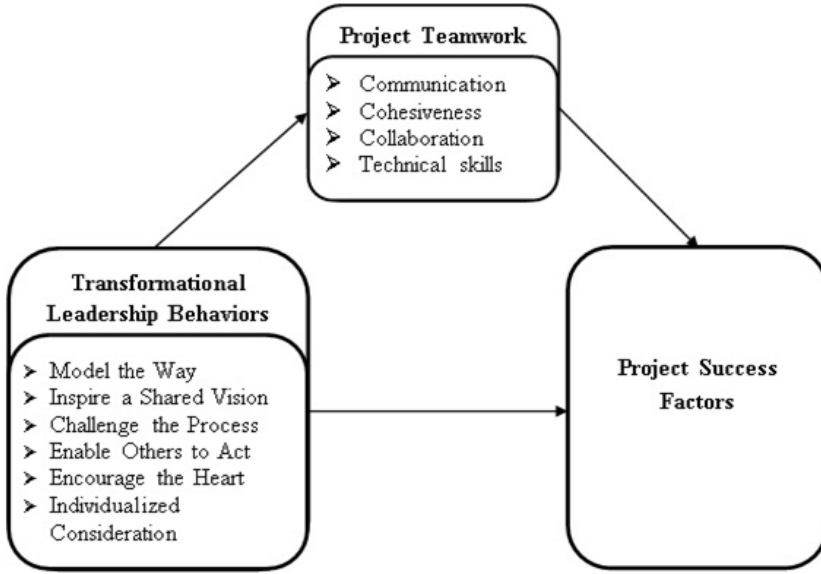 Project Teamwork
➢ Communication
➢ Cohesiveness
➢ Collaboration
➢ Technical skills
Transformational
Leadership Behaviors
➢ Model the Way
➢ Inspire a Shared Vision
➢ Challenge the Process
➢ Enable Others to Act
➢ Encourage the Heart
➢ Individualized
Consideration
Project Success
Factors